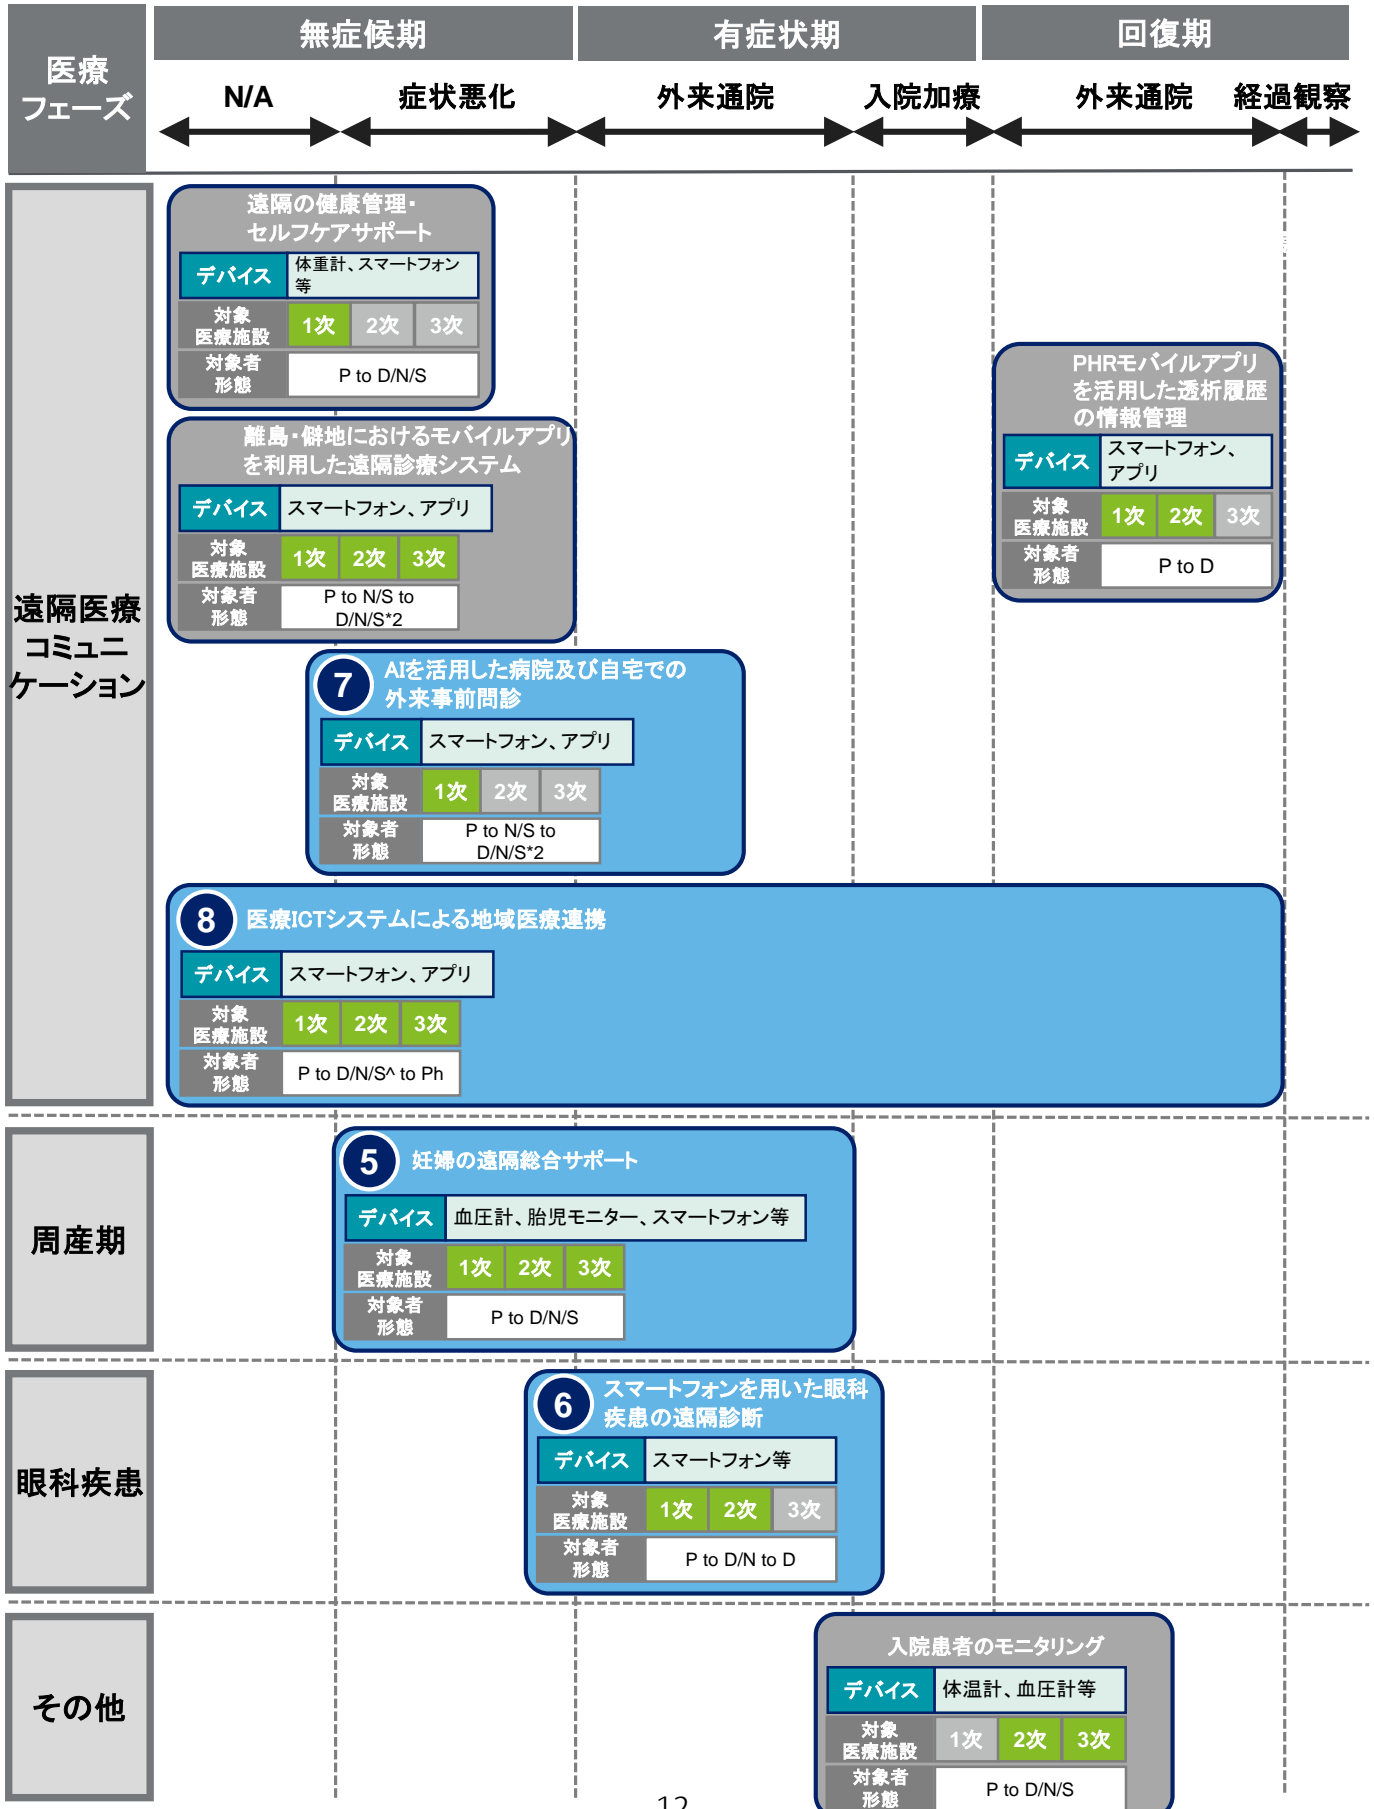 医療
フェーズ
無症候期
有症状期
回復期
N/A
症状悪化
外来通院
入院加療
外来通院
経過観察
遠隔医療
コミュニ
ケーション
遠隔の健康管理・
セルフケアサポート
デバイス
体重計、スマートフォン
等
対象
医療施設
1次
2次
3次
対象者
形態
P to D/N/S
離島・僻地におけるモバイルアプリ
を利用した遠隔診療システム
デバイス
スマートフォン、アプリ
対象
医療施設
1次
2次
3次
対象者
形態
P to N/S to
D/N/S*2
PHRモバイルアプリ
を活用した透析履歴
の情報管理
デバイス
スマートフォン、
アプリ
対象
医療施設
1次
2次
3次
対象者
形態
P to D
7
AIを活用した病院及び自宅での
外来事前問診
デバイス
スマートフォン、アプリ
対象
医療施設
1次
2次
3次
対象者
形態
P to N/S to
D/N/S*2
8
医療ICTシステムによる地域医療連携
デバイス
スマートフォン、アプリ
対象
医療施設
1次
2次
3次
対象者
形態
P to D/N/S^ to Ph
周産期
5
妊婦の遠隔総合サポート
デバイス
血圧計、胎児モニター、スマートフォン等
対象
医療施設
1次
2次
3次
対象者
形態
P to D/N/S
眼科疾患
6
スマートフォンを用いた眼科
疾患の遠隔診断
デバイス
スマートフォン等
対象
医療施設
1次
2次
3次
対象者
形態
P to D/N to D
その他
入院患者のモニタリング
デバイス
体温計、血圧計等
対象
医療施設
1次
2次
3次
対象者
形態
P to D/N/S
12